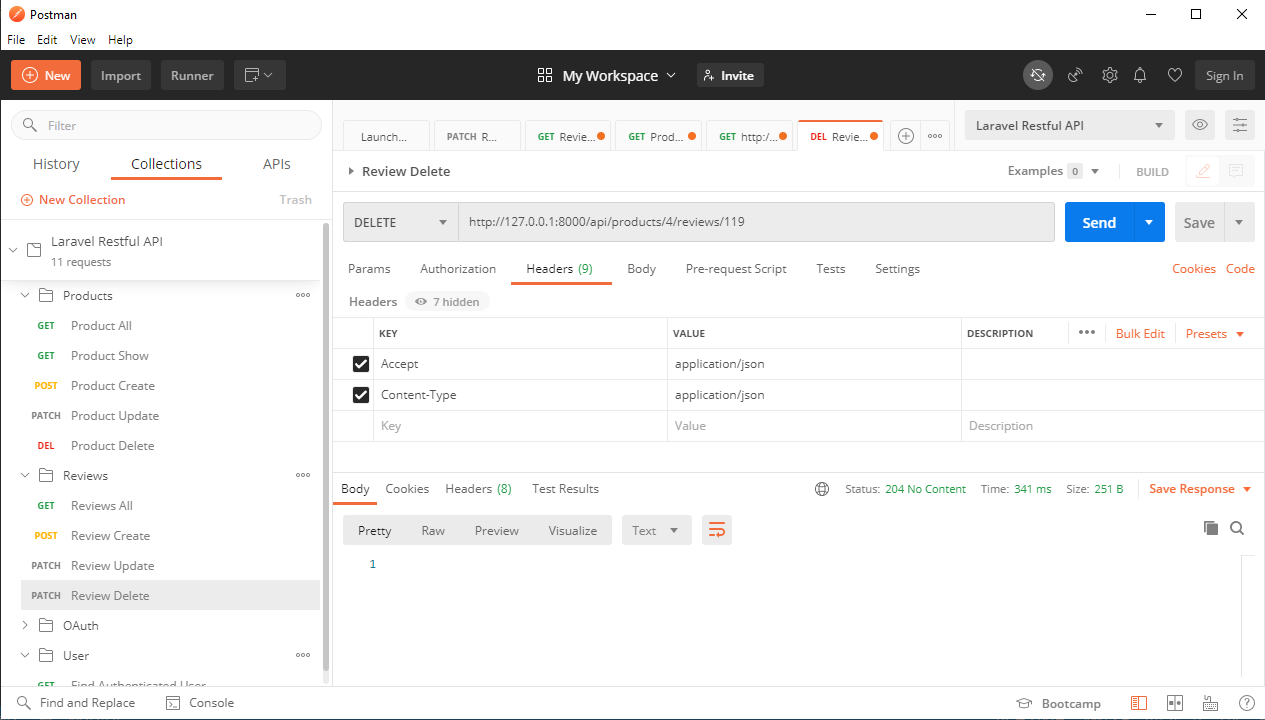 Postman
File Edit View Help
New Import Runner My Workspace Invite Sign In
Filter
History Collections APIs
New Collection Trash
Laravel Restful API
11 requests
Products
GET Product All
GET Product Show
POST Product Create
PATCH Product Update
DEL Product Delete
Reviews
GET Reviews All
POST Review Create
PATCH Review Update
PATCH Review Delete
OAuth
User
GET Find Authenticated User
Launch... PATCH R... GET Revie... GET Prod... GET http:/... DEL Revie...
Laravel Restful API
Review Delete Examples 0 BUILD
DELETE http://127.0.0.1:8000/api/products/4/reviews/119 Send Save
Params Authorization Headers (9) Body Pre-request Script Tests Settings Cookies Code
Headers 7 hidden
KEY VALUE DESCRIPTION Bulk Edit Presets
Accept application/json
Content-Type application/json
Key Value Description
Body Cookies Headers (8) Test Results Status: 204 No Content Time: 341 ms Size: 251 B Save Response
Pretty Raw Preview Visualize Text
1
Find and Replace Console Bootcamp